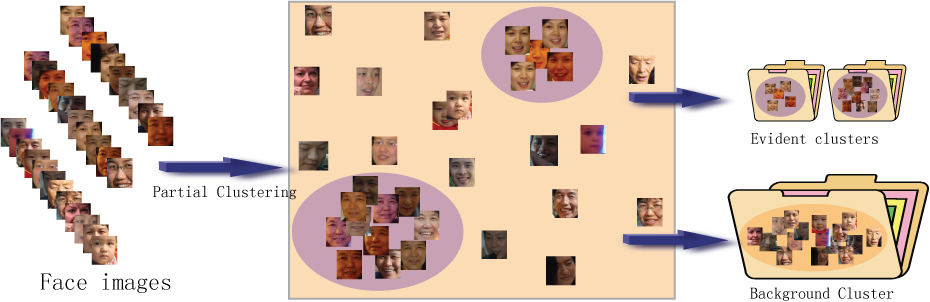 Evident clusters
Partial Clustering
Face images
Background Cluster